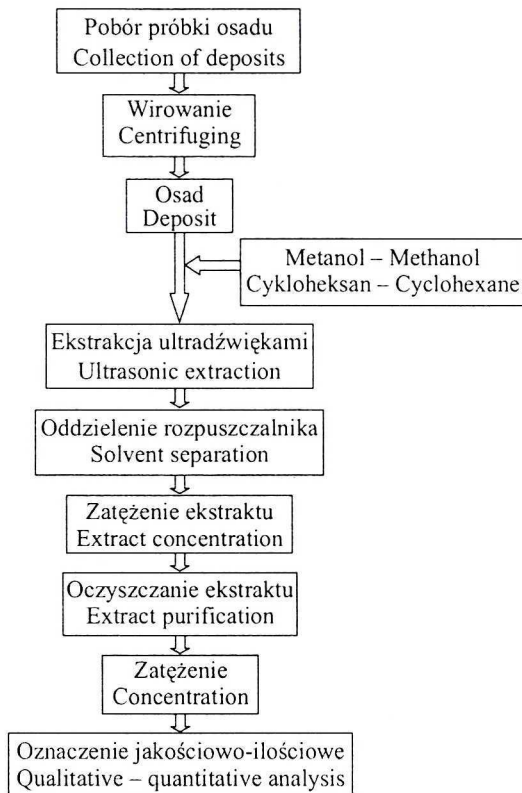 Pobór próbki osadu
Collection of deposits
Wirowanie
Centrifuging
Osad
Deposit
Metanol – Methanol
Cykloheksan – Cyclohexane
Ekstrakcja ultradźwiękami
Ultrasonic extraction
Oddzielenie rozpuszczalnika
Solvent separation
Zatężenie ekstraktu
Extract concentration
Oczyszczanie ekstraktu
Extract purification
Zatężenie
Concentration
Oznaczenie jakościowo-ilościowe
Qualitative – quantitative analysis